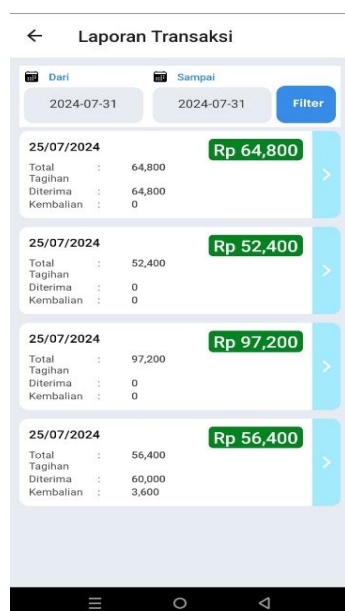 Laporan Transaksi
Dari Sampai
2024-07-31 2024-07-31 Filter
25/07/2024 Rp 64,800
Total Tagihan : 64,800
Diterima : 64,800
Kembalian : 0
25/07/2024 Rp 52,400
Total Tagihan : 52,400
Diterima : 0
Kembalian : 0
25/07/2024 Rp 97,200
Total Tagihan : 97,200
Diterima : 0
Kembalian : 0
25/07/2024 Rp 56,400
Total Tagihan : 56,400
Diterima : 60,000
Kembalian : 3,600